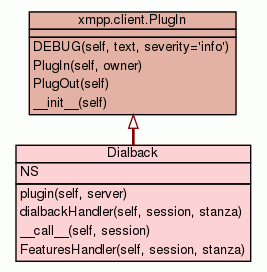 xmpp.client.PlugIn
DEBUG(self, text, severity='info')
PlugIn(self, owner)
PlugOut(self)
__init__(self)
Dialback
NS
plugin(self, server)
dialbackHandler(self, session, stanza)
__call__(self, session)
FeaturesHandler(self, session, stanza)